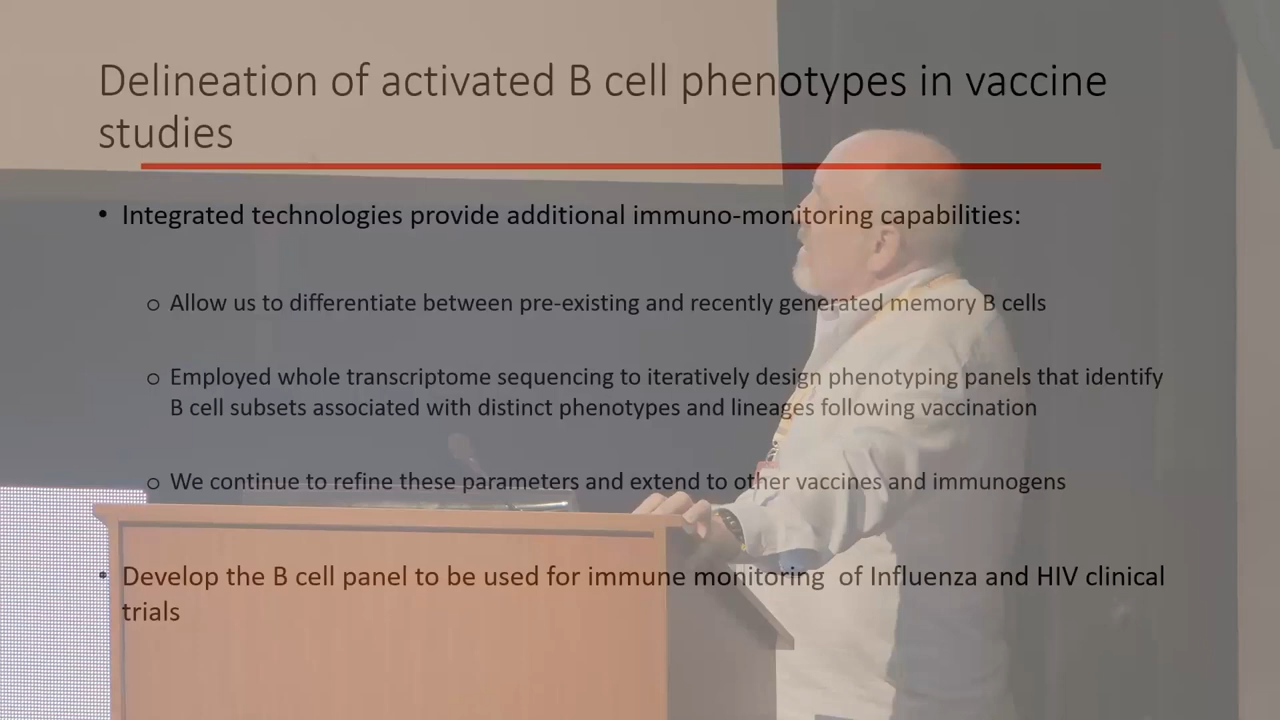 Delineation of activated B cell phenotypes in vaccine
studies
• Integrated technologies provide additional immuno-monitoring capabilities:
o Allow us to differentiate between pre-existing and recently generated memory B cells
o Employed whole transcriptome sequencing to iteratively design phenotyping panels that identify
B cell subsets associated with distinct phenotypes and lineages following vaccination
o We continue to refine these parameters and extend to other vaccines and immunogens
• Develop the B cell panel to be used for immune monitoring  of Influenza and HIV clinical
trials